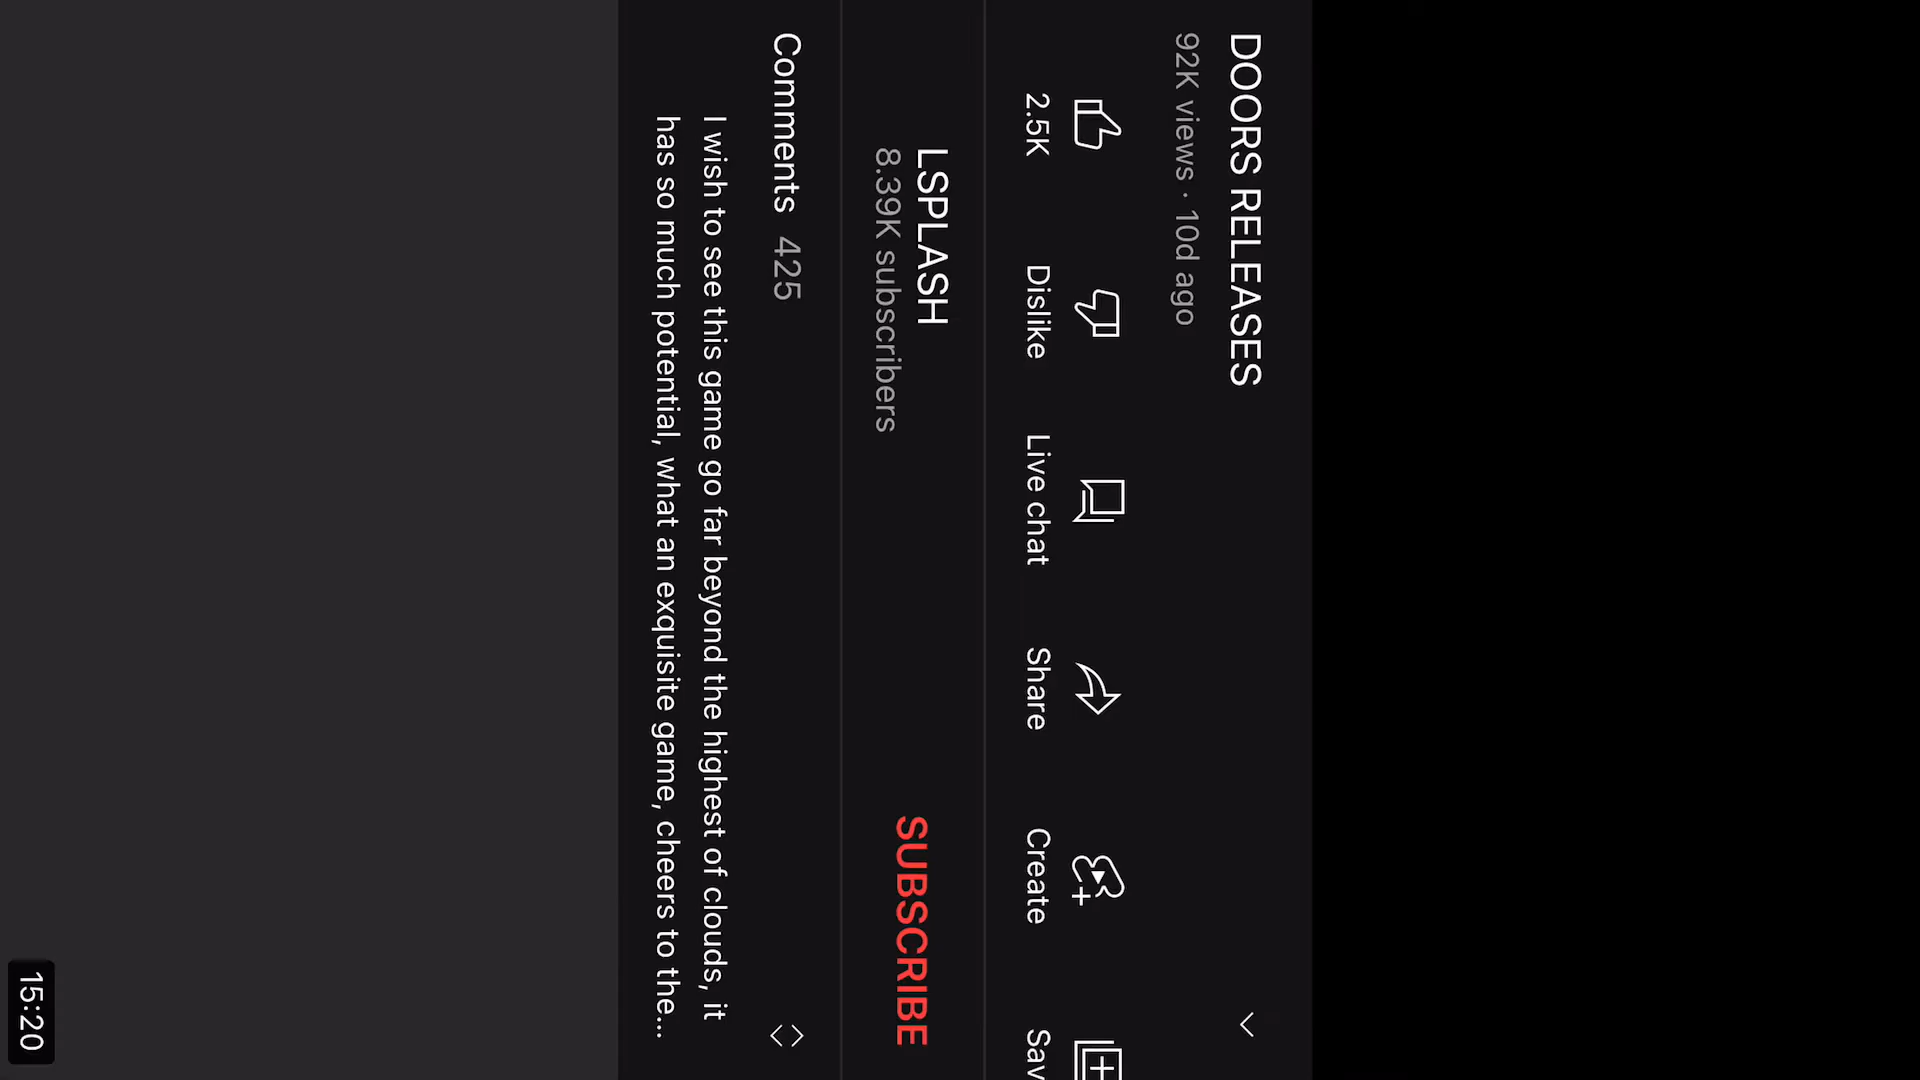 DOORS RELEASES
92K views · 10d ago
2.5K
Dislike
Live chat
Share
Create
Sav
LSPLASH
8.39K subscribers
SUBSCRIBE
Comments 425
I wish to see this game go far beyond the highest of clouds, it
has so much potential, what an exquisite game, cheers to the...
15:20